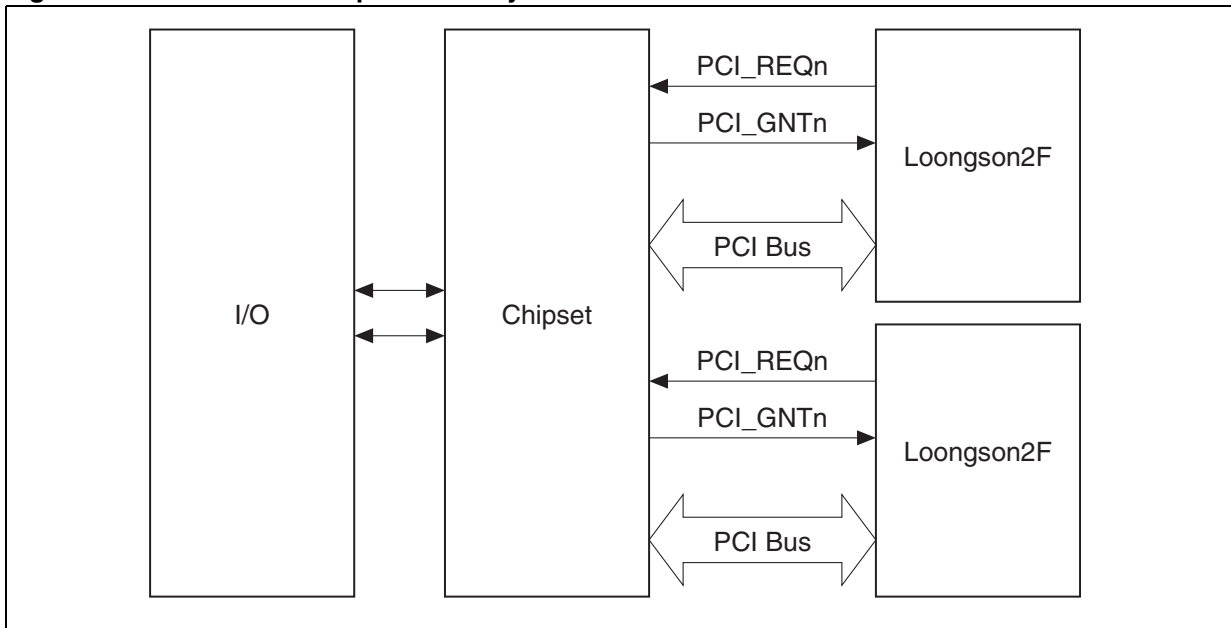 I/O
Chipset
PCI_REQn
PCI_GNTn
PCI Bus
Loongson2F
PCI_REQn
PCI_GNTn
PCI Bus
Loongson2F